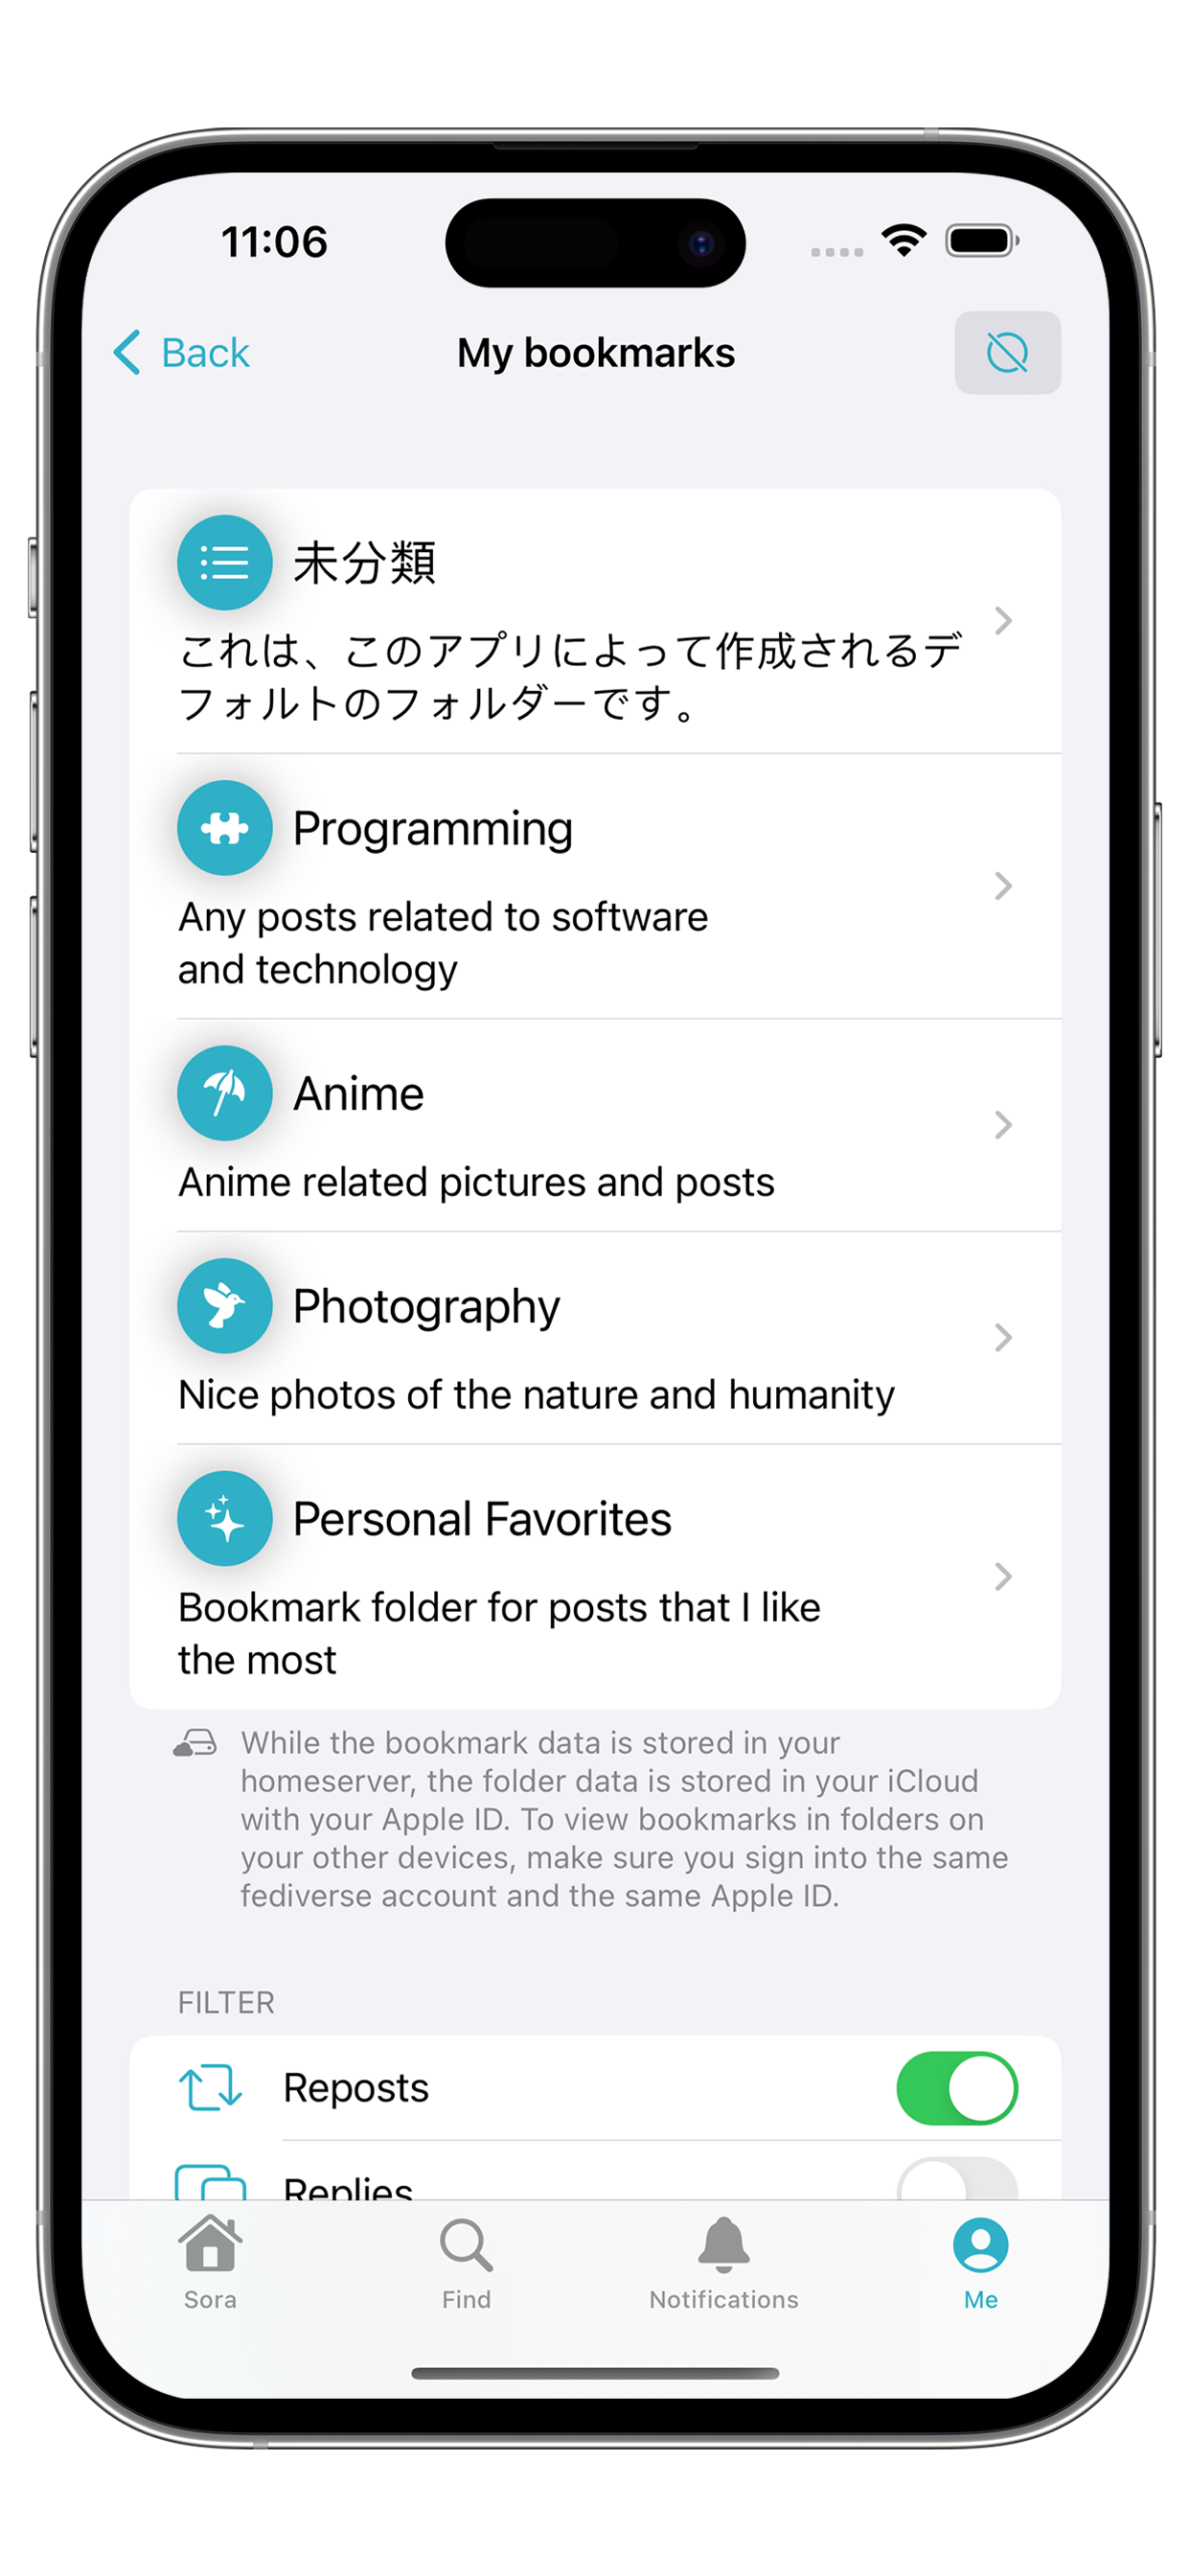 11:06
Back
My bookmarks
未分類
これは、このアプリによって作成されるデ
フォルトのフォルダーです。
Programming
Any posts related to software
and technology
Anime
Anime related pictures and posts
Photography
Nice photos of the nature and humanity
Personal Favorites
Bookmark folder for posts that I like
the most
While the bookmark data is stored in your
homeserver, the folder data is stored in your iCloud
with your Apple ID. To view bookmarks in folders on
your other devices, make sure you sign into the same
fediverse account and the same Apple ID.
FILTER
Reposts
Replies
Sora
Find
Notifications
Me